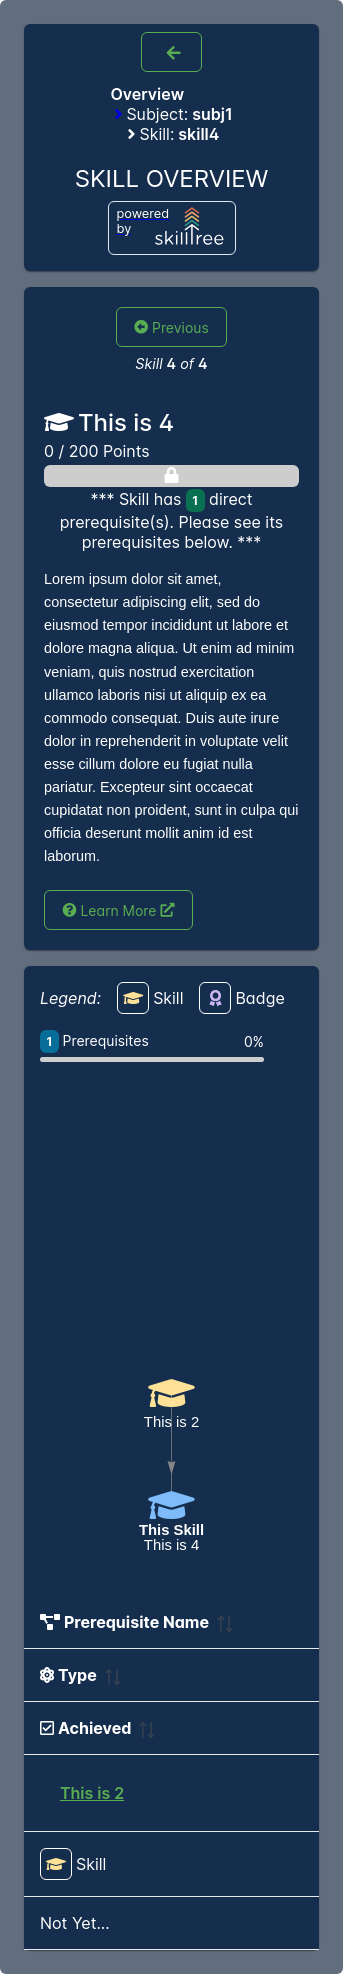 Overview
Subject: subj1
Skill: skill4
SKILL OVERVIEW
powered
by
skilltree
Previous
Skill 4 of 4
This is 4
0 / 200 Points
*** Skill has 1 direct
prerequisite(s). Please see its
prerequisites below. ***
Lorem ipsum dolor sit amet,
consectetur adipiscing elit, sed do
eiusmod tempor incididunt ut labore et
dolore magna aliqua. Ut enim ad minim
veniam, quis nostrud exercitation
ullamco laboris nisi ut aliquip ex ea
commodo consequat. Duis aute irure
dolor in reprehenderit in voluptate velit
esse cillum dolore eu fugiat nulla
pariatur. Excepteur sint occaecat
cupidatat non proident, sunt in culpa qui
officia deserunt mollit anim id est
laborum.
Learn More
Legend: Skill Badge
1 Prerequisites 0%
This is 2
This Skill
This is 4
Prerequisite Name
Type
Achieved
This is 2
Skill
Not Yet...